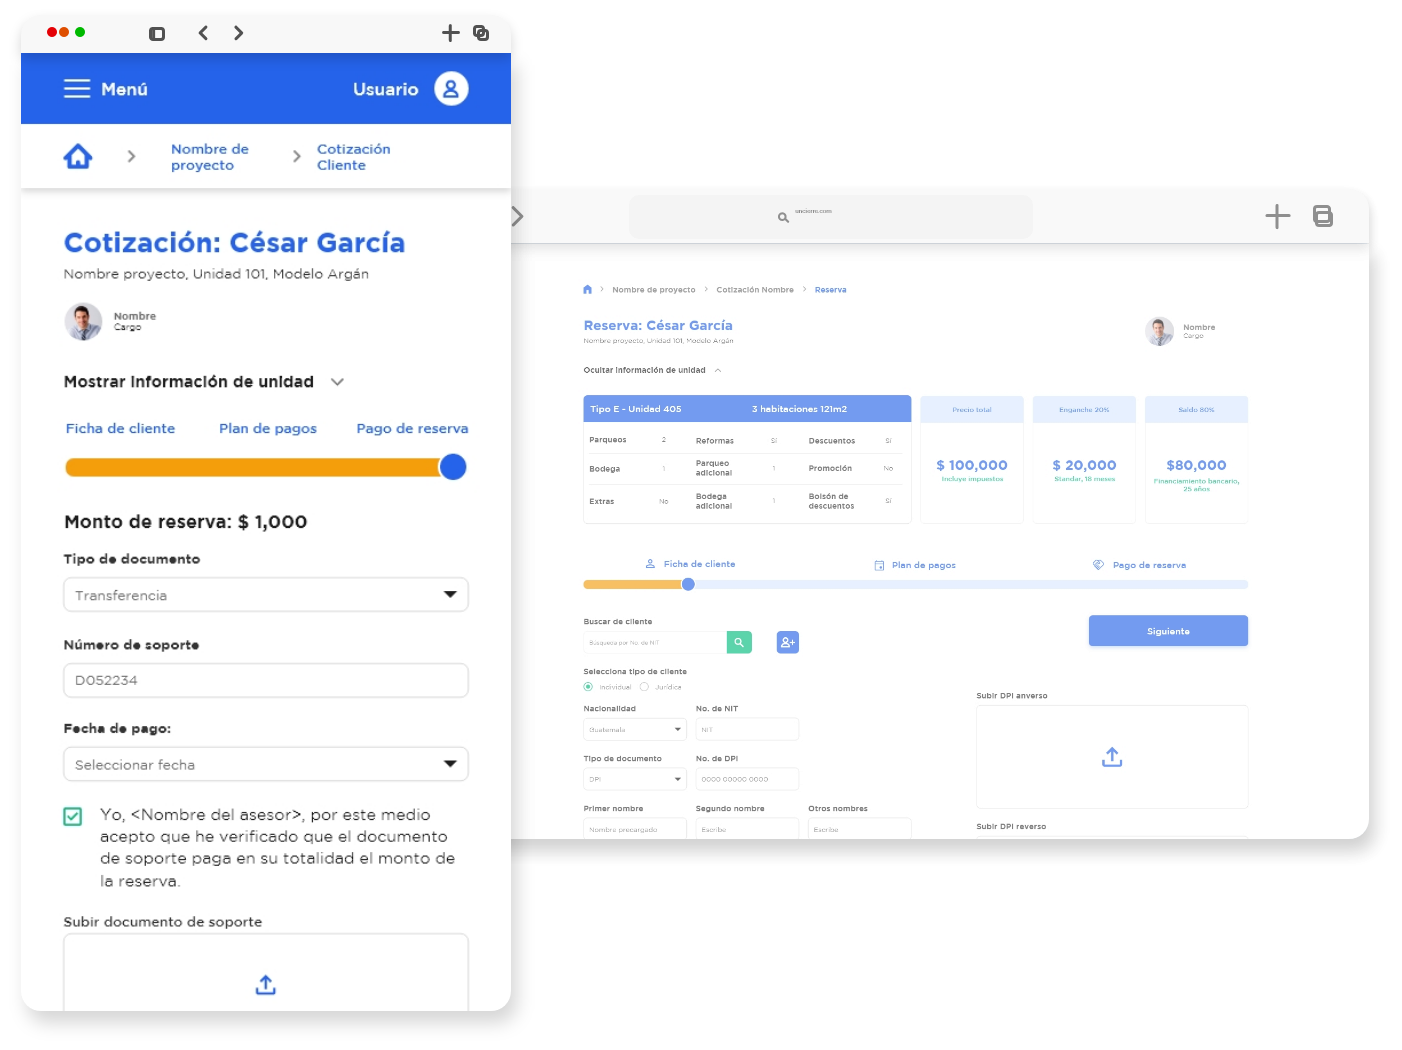 Menú
Usuario
Nombre de
proyecto
Cotización
Cliente
Cotización: César García
Nombre proyecto, Unidad 101, Modelo Argán
Nombre
Cargo
Mostrar información de unidad
Ficha de cliente
Plan de pagos
Pago de reserva
Monto de reserva: $ 1,000
Tipo de documento
Transferencia
Número de soporte
D052234
Fecha de pago:
Seleccionar fecha
Yo, <Nombre del asesor>, por este medio
acepto que he verificado que el documento
de soporte paga en su totalidad el monto de
la reserva.
Subir documento de soporte
Nombre de proyecto
Cotización Nombre
Reserva
Reserva: César García
Nombre proyecto, Unidad 101, Modelo Argán
Nombre
Cargo
Ocultar información de unidad
Tipo E - Unidad 405
3 habitaciones 121m2
Parqueos
2
Reformas
Sí
Descuentos
Sí
Bodega
1
Parqueo
adicional
1
Promoción
No
Extras
No
Bodega
adicional
1
Bolsón de
descuentos
Sí
Precio total
$ 100,000
Incluye impuestos
Enganche 20%
$ 20,000
Standar, 18 meses
Saldo 80%
$80,000
Financiamiento bancario,
25 años
Ficha de cliente
Plan de pagos
Pago de reserva
Buscar de cliente
Búsqueda por No. de NIT
Siguiente
Selecciona tipo de cliente
Individual
Jurídica
Nacionalidad
No. de NIT
Guatemala
NIT
Tipo de documento
No. de DPI
DPI
0000 00000 0000
Primer nombre
Segundo nombre
Otros nombres
Nombre precargado
Escribe
Escribe
Subir DPI anverso
Subir DPI reverso